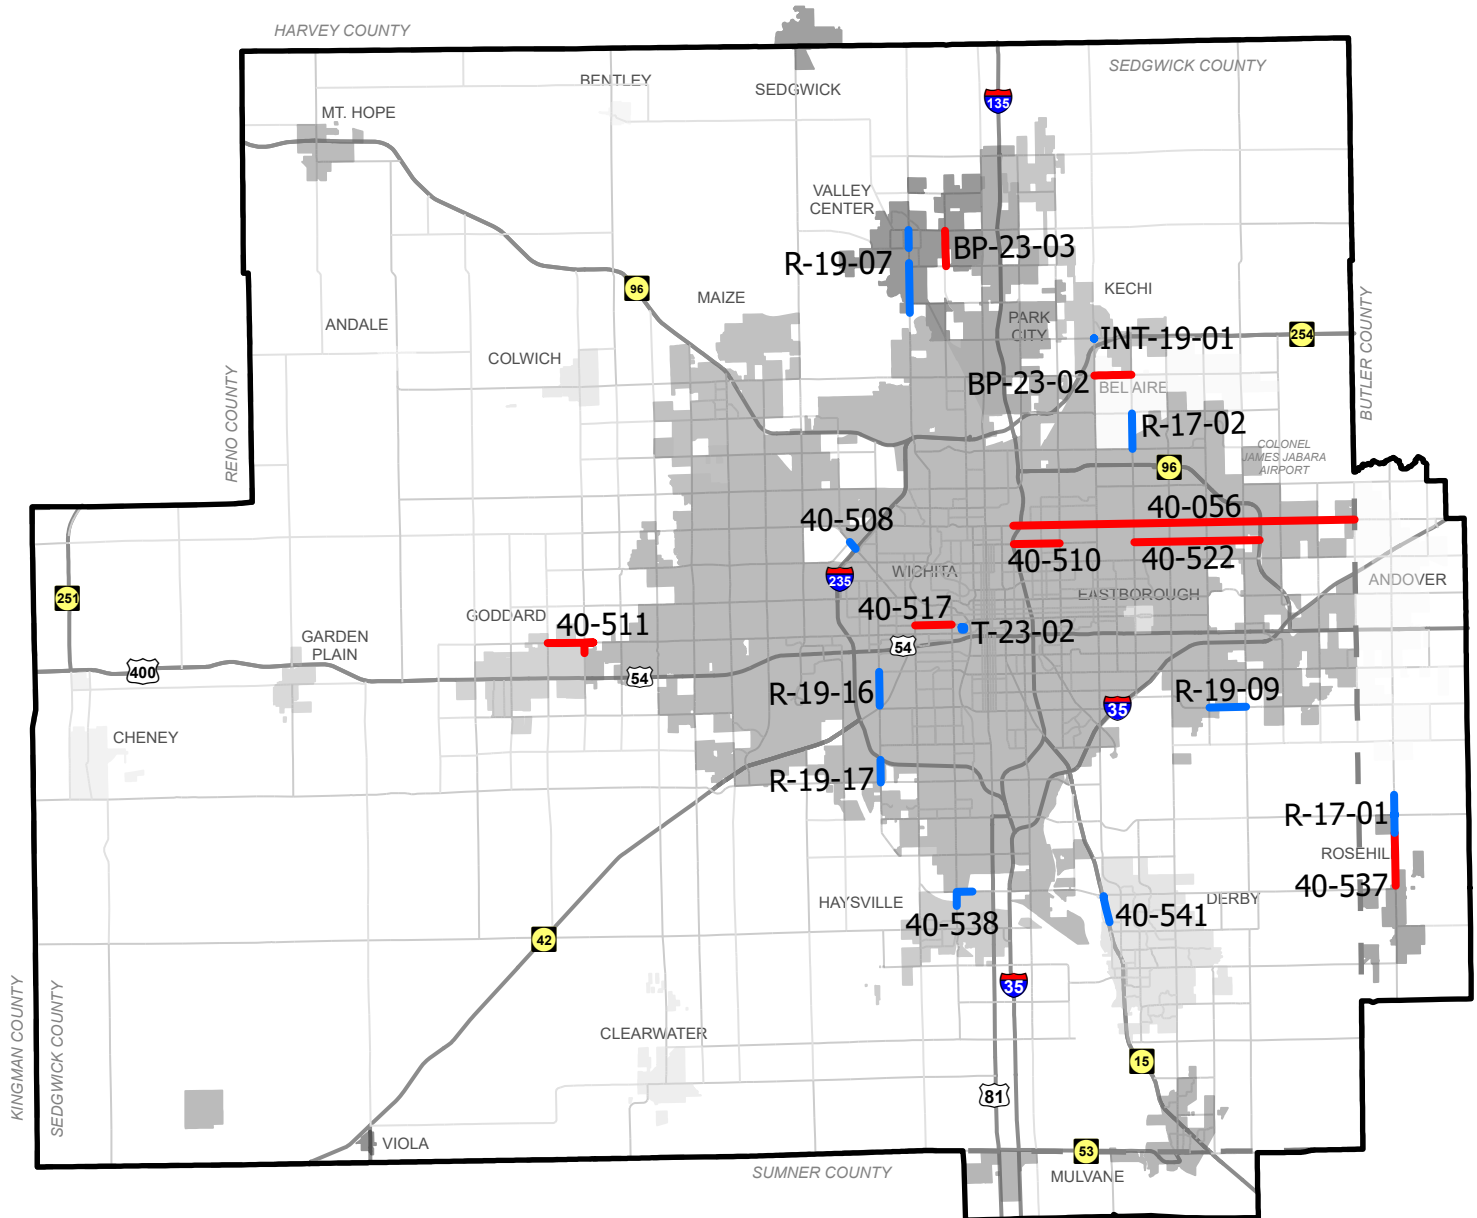 HARVEY COUNTY
SEDGWICK COUNTY
BENTLEY
SEDGWICK
135
MT. HOPE
VALLEY
CENTER
BP-23-03
R-19-07
96
MAIZE
KECHI
ANDALE
PARK
CITY
INT-19-01
254
BUTLER COUNTY
COLWICH
BP-23-02
BEL AIRE
RENO COUNTY
R-17-02
COLONEL
JAMES JABARA
AIRPORT
96
40-056
40-508
40-510
40-522
WICHITA
235
ANDOVER
251
EASTBOROUGH
GODDARD
40-511
40-517
T-23-02
GARDEN
PLAIN
54
400
54
R-19-16
R-19-09
35
CHENEY
R-19-17
R-17-01
ROSEHIL
40-537
HAYSVILLE
DERBY
40-538
40-541
42
35
KINGMAN COUNTY
SEDGWICK COUNTY
CLEARWATER
15
81
VIOLA
53
SUMNER COUNTY
MULVANE